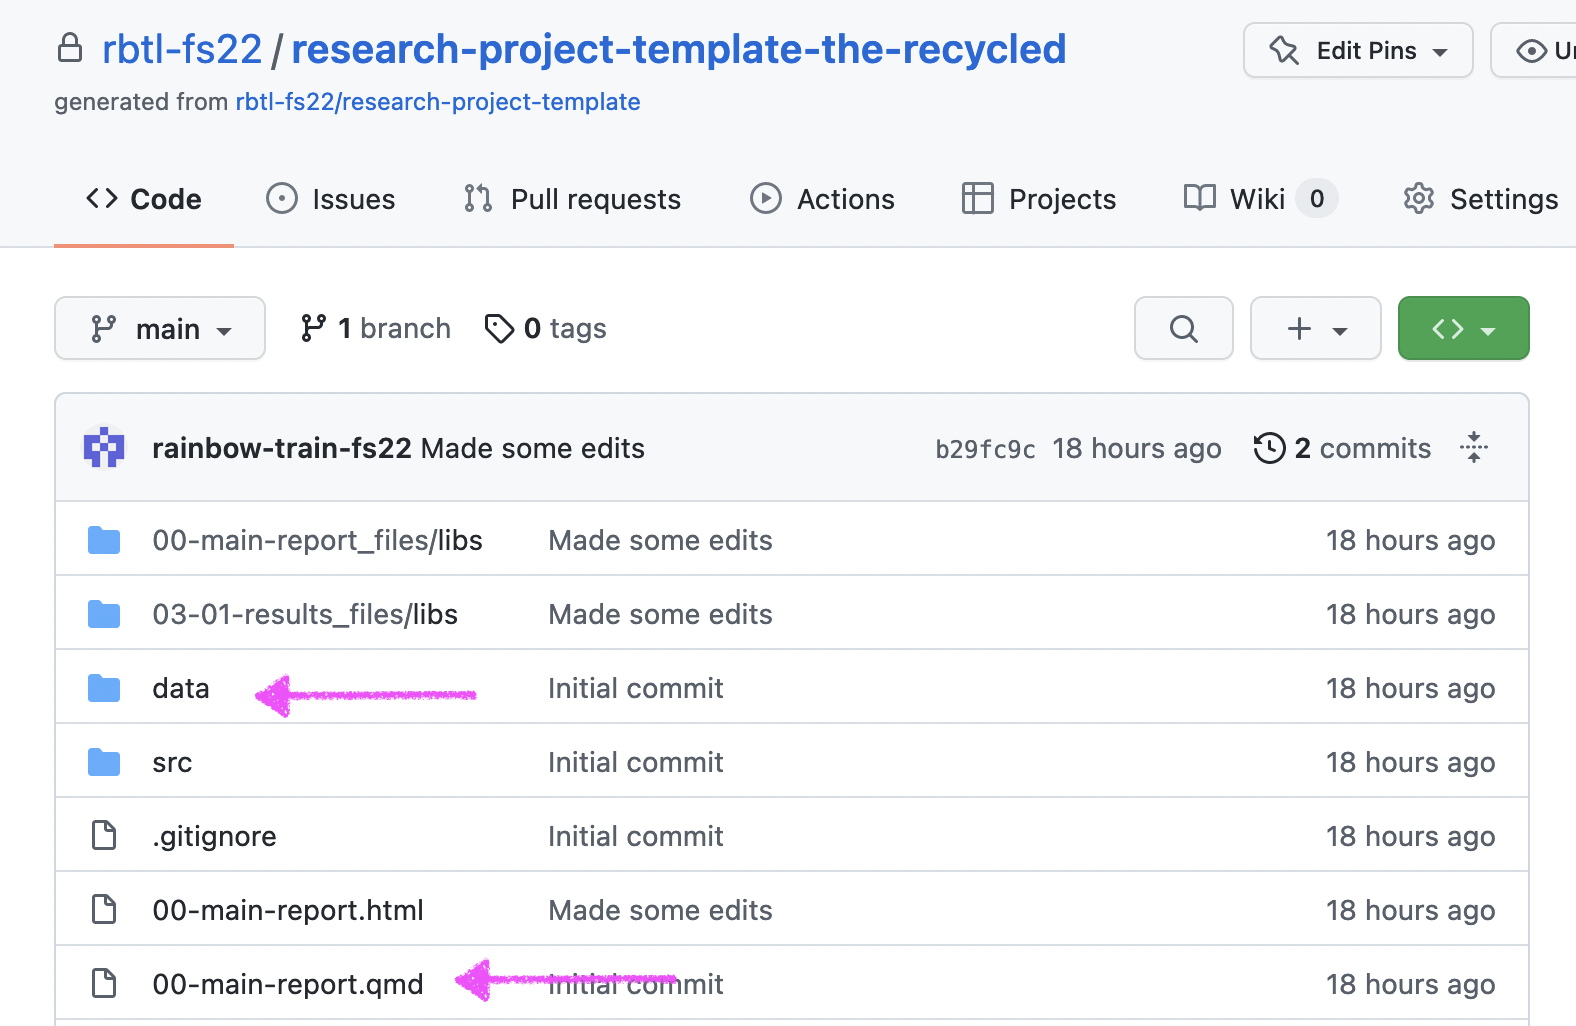 rbtl-fs22 / research-project-template-the-recycled
Edit Pins
generated from rbtl-fs22/research-project-template
Code Issues Pull requests Actions Projects Wiki 0 Settings
main 1 branch 0 tags
rainbow-train-fs22 Made some edits b29fc9c 18 hours ago 2 commits
00-main-report_files/libs Made some edits 18 hours ago
03-01-results_files/libs Made some edits 18 hours ago
data Initial commit 18 hours ago
src Initial commit 18 hours ago
.gitignore Initial commit 18 hours ago
00-main-report.html Made some edits 18 hours ago
00-main-report.qmd Initial commit 18 hours ago